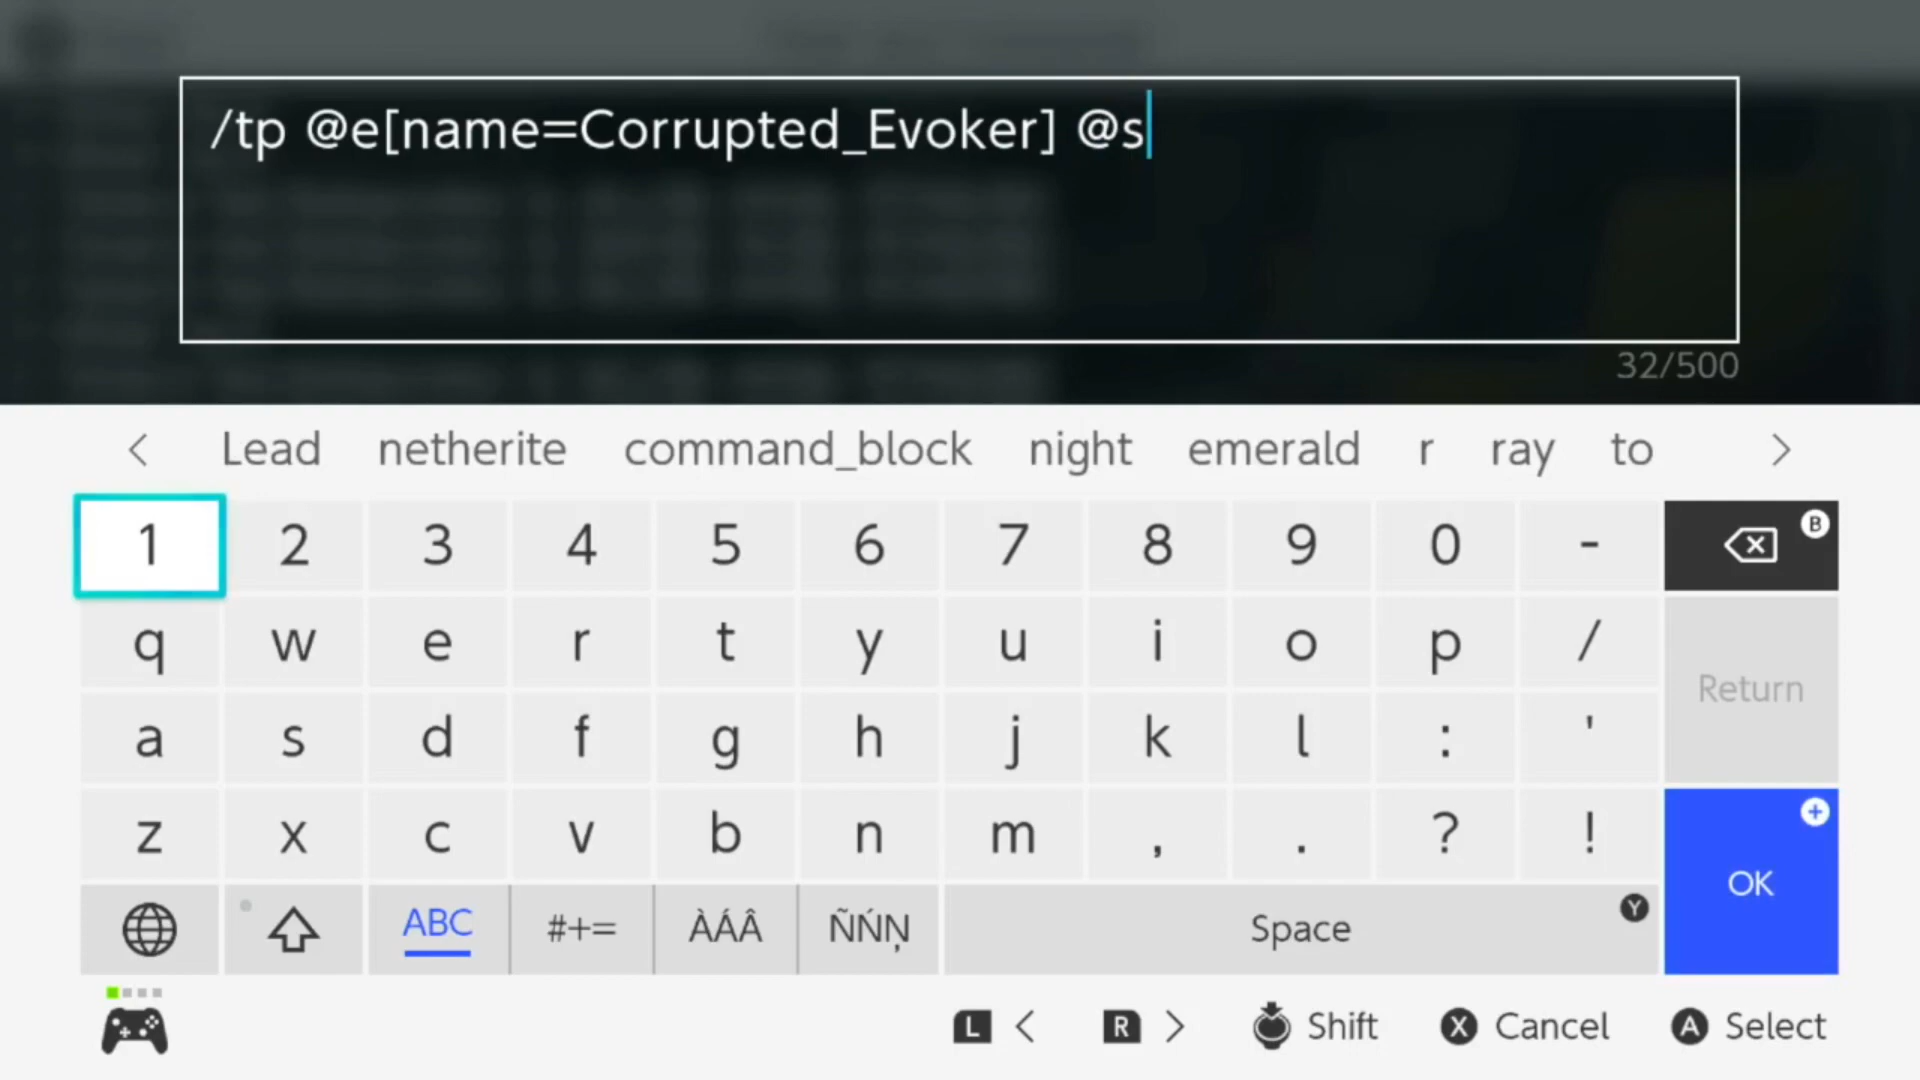 /tp @e[name=Corrupted_Evoker] @s
32/500
< Lead netherite command_block night emerald r ray to >
1 2 3 4 5 6 7 8 9 0 - B
q w e r t y u i o p /
Return
a s d f g h j k l : '
z x c v b n m , . ? ! +
OK
ABC #+= ÀÁÂ ÑŃŅ Space Y
L < R > Shift X Cancel A Select